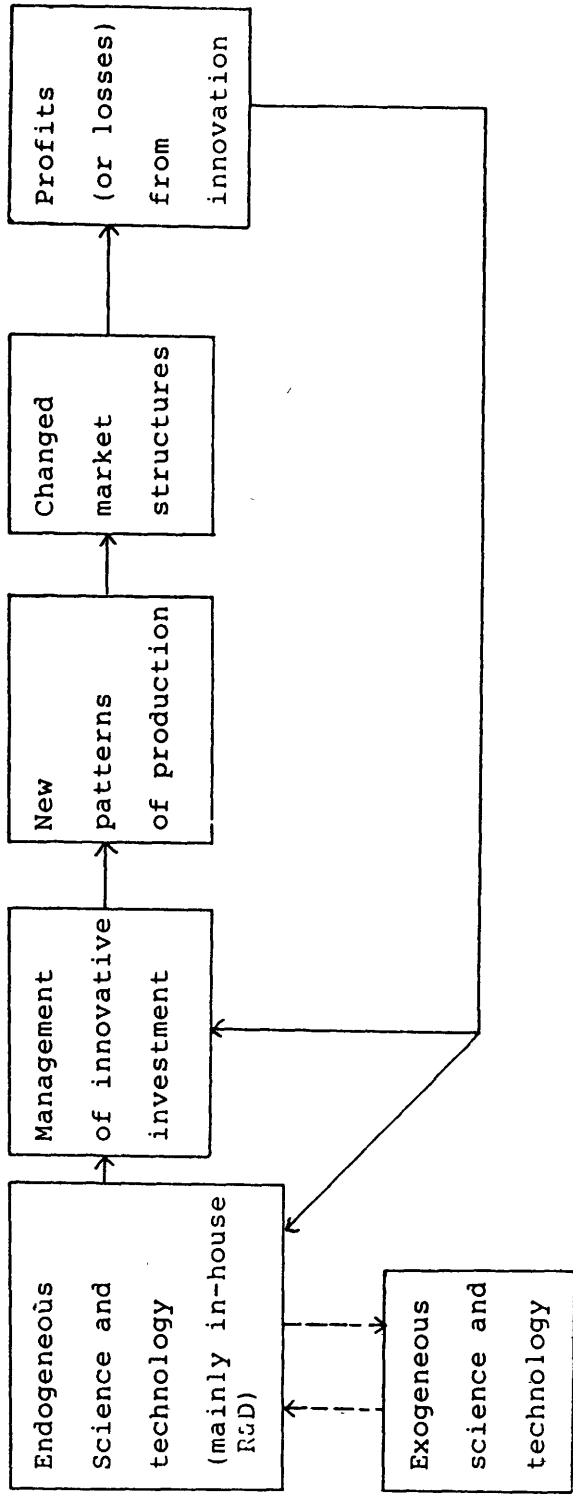 Endogeneous
Science and
technology
(mainly in-house
R&D)
Exogeneous
science and
technology
Management
of innovative
investment
New
patterns
of production
Changed
market
structures
Profits
(or losses)
from
innovation